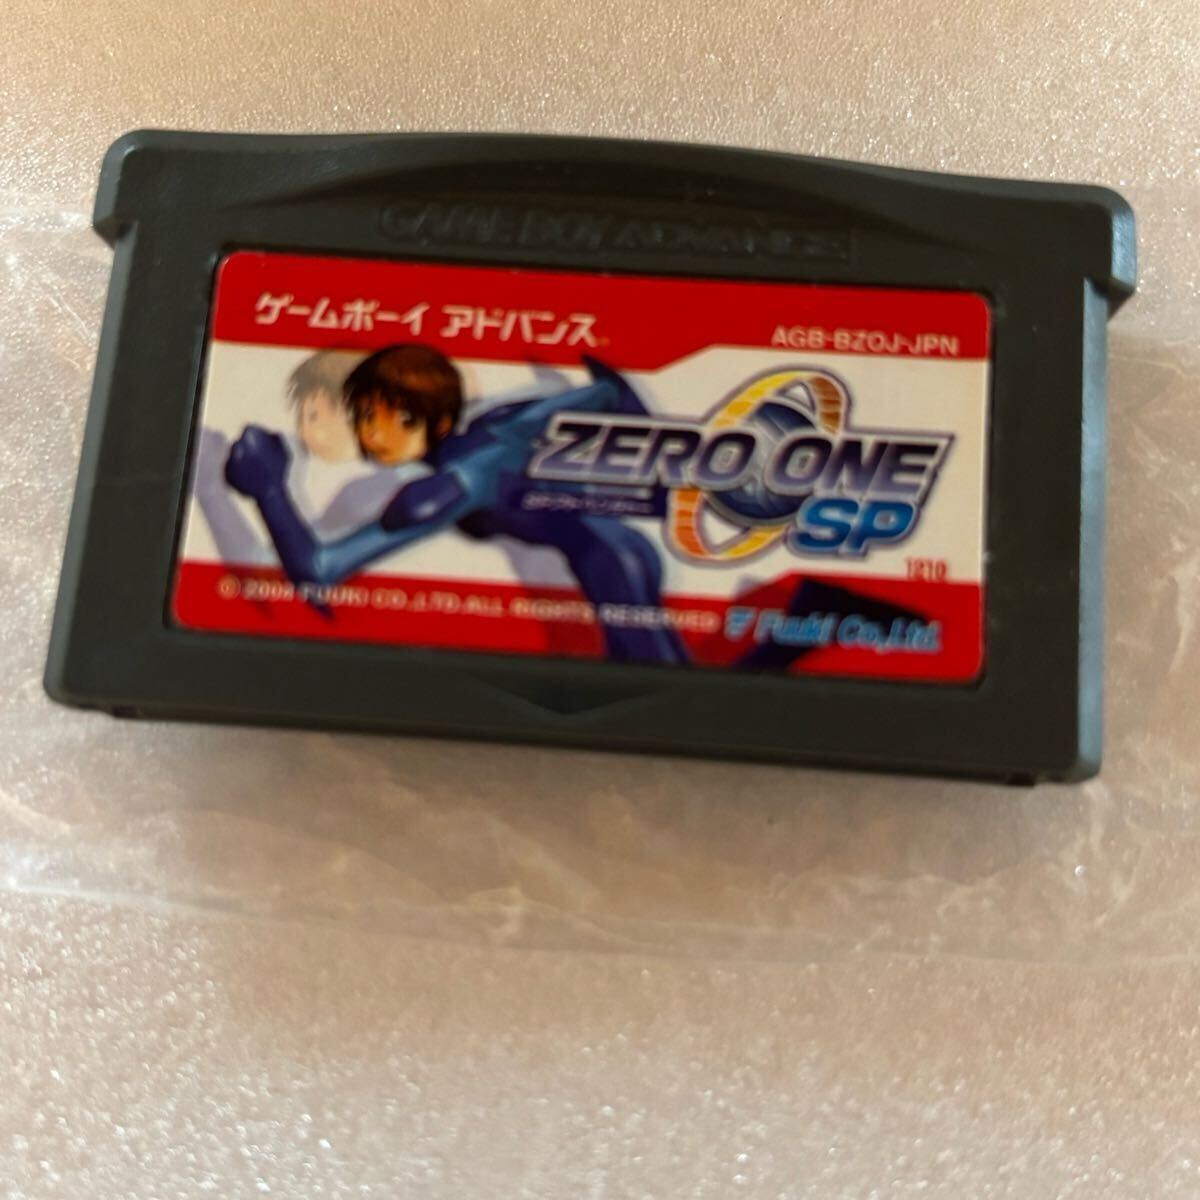 GAME BOY ADVANCE
ゲームボーイ アドバンス
AGB-BZOJ-JPN
ZERO ONE
SP
1210
© 2004 FUUKI CO.,LTD.ALL RIGHTS RESERVED
Fuuki Co.,Ltd.